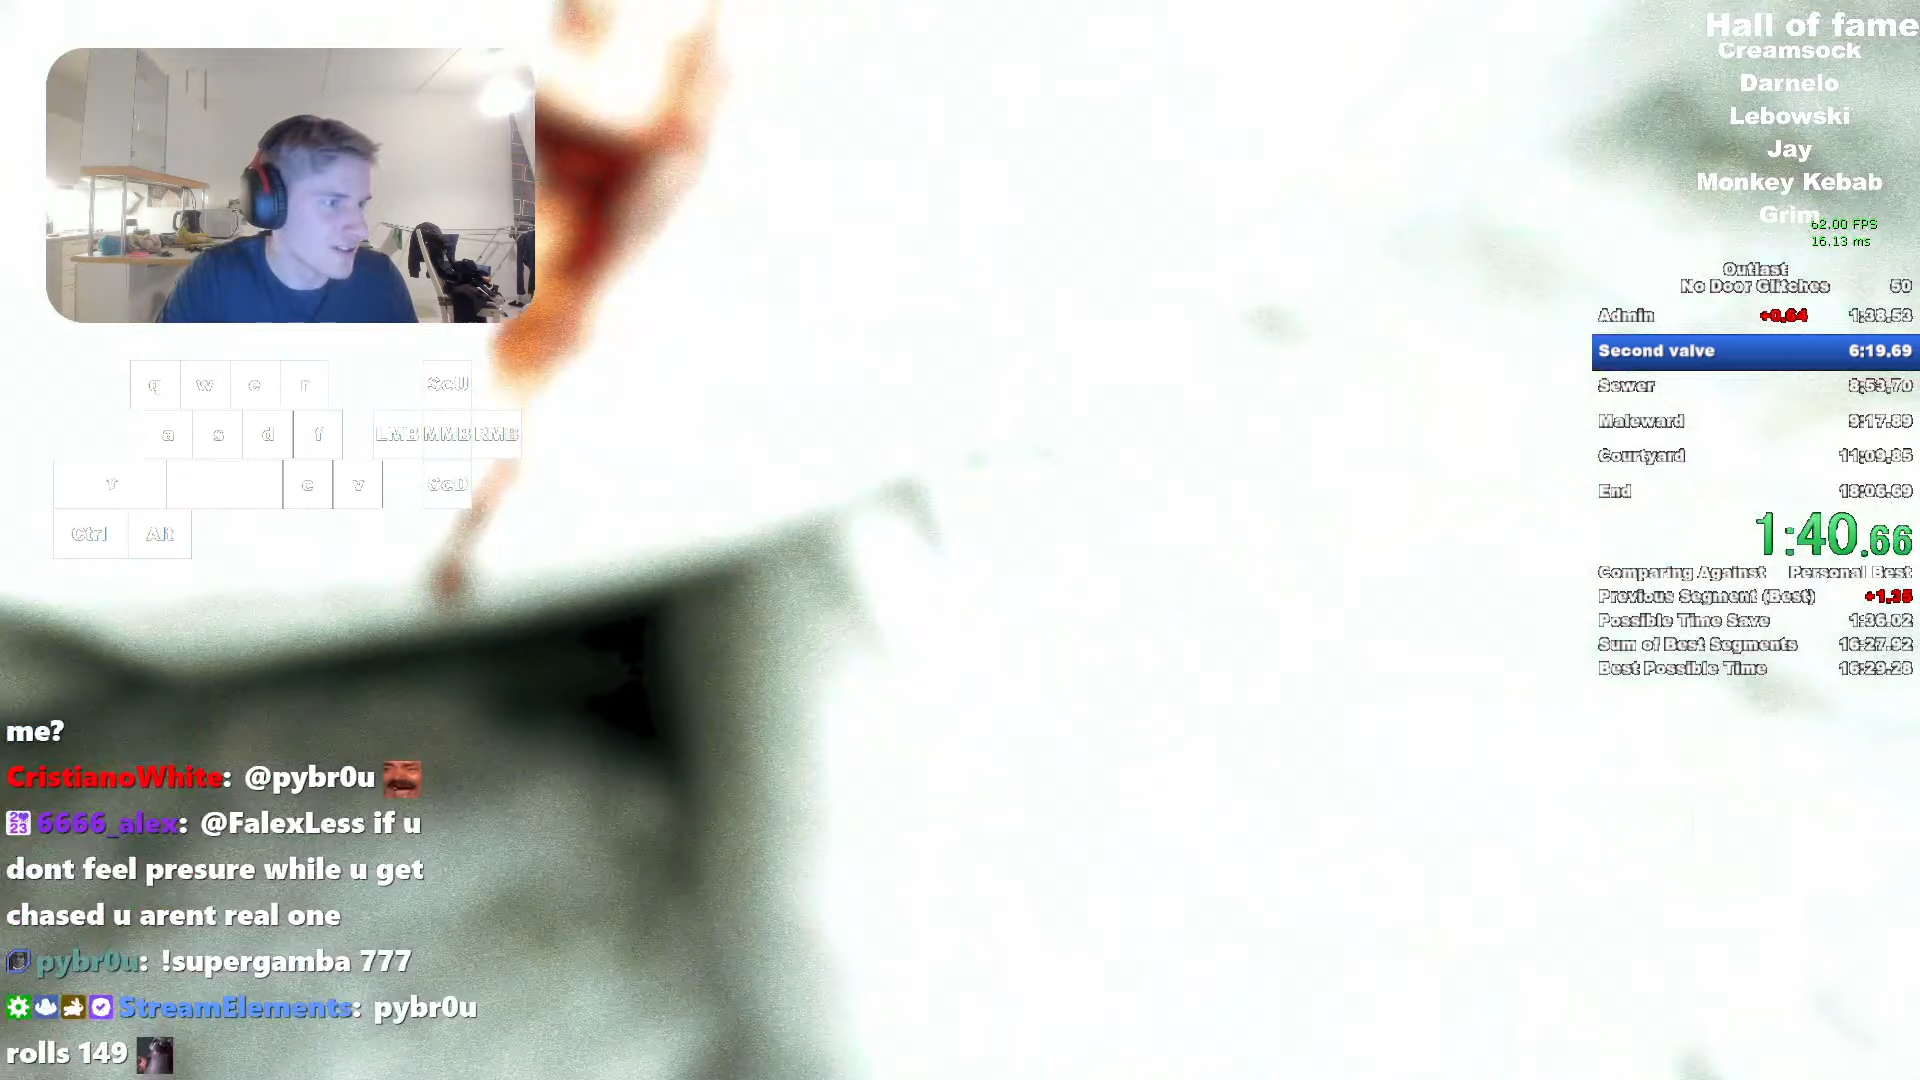 Hall of fame
Creamsock
Darnelo
Lebowski
Jay
Monkey Kebab
Grim
62.00 FPS
16.13 ms
Outlast
No Door Glitches 50
Admin +0.64 1:38.53
Second valve 6:19.69
Sewer 8:53.70
Maleward 9:17.89
Courtyard 11:09.85
End 18:06.69
1:40.66
Comparing Against Personal Best
Previous Segment (Best) +1.35
Possible Time Save 1:36.02
Sum of Best Segments 16:27.92
Best Possible Time 16:29.28
q w e r ScU
a s d f LMB MMB RMB
c v ScD
Ctrl Alt
me?
CristianoWhite: @pybr0u
6666_alex: @FalexLess if u
dont feel presure while u get
chased u arent real one
pybr0u: !supergamba 777
StreamElements: pybr0u
rolls 149